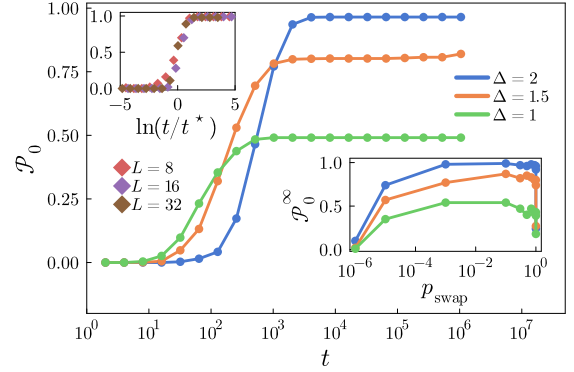 1.00
0.75
0.50
0.25
0.00
𝒫₀
10⁰ 10¹ 10² 10³ 10⁴ 10⁵ 10⁶ 10⁷
t
1.0
0.5
0.0
−5 0 5
ln(t/t*)
L = 8
L = 16
L = 32
Δ = 2
Δ = 1.5
Δ = 1
1.0
0.5
0.0
𝒫₀^∞
10⁻⁶ 10⁻⁴ 10⁻² 10⁰
p_swap